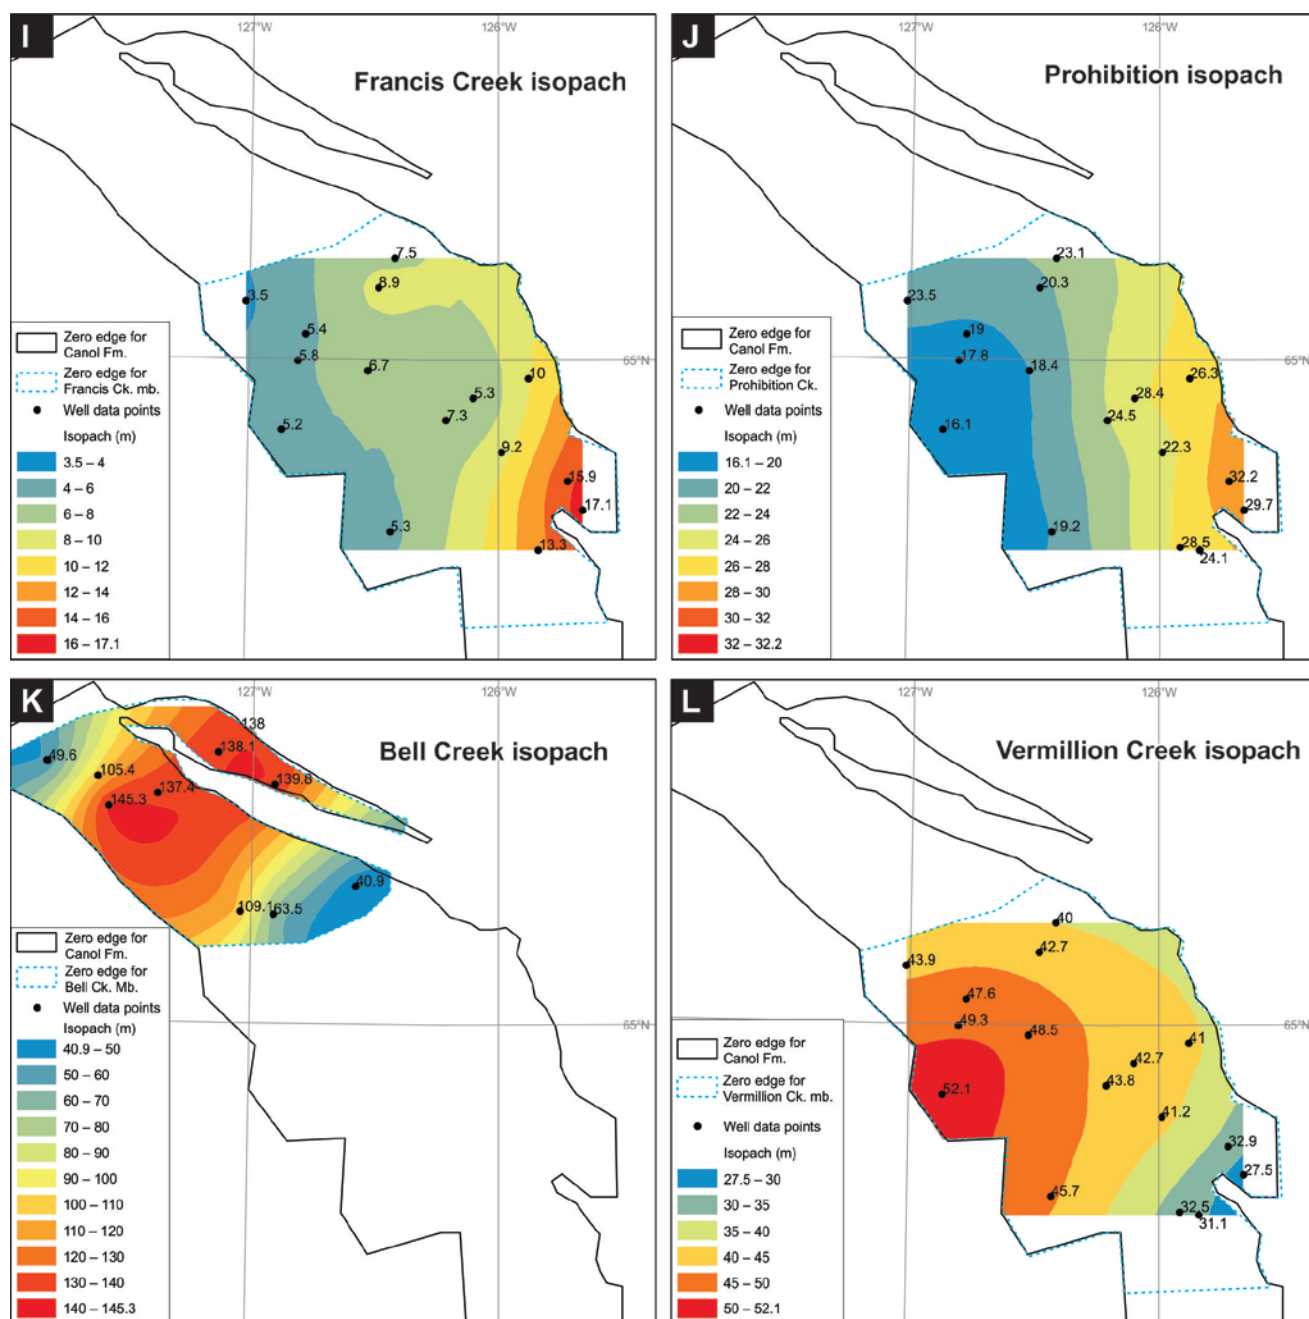 I
127°W
126°W
Francis Creek isopach
7.5
8.9
3.5
5.4
5.8
6.7
65°N
10
5.3
7.3
5.2
9.2
15.9
17.1
5.3
13.3
Zero edge for
Canol Fm.
Zero edge for
Francis Ck. mb.
Well data points
Isopach (m)
3.5 – 4
4 – 6
6 – 8
8 – 10
10 – 12
12 – 14
14 – 16
16 – 17.1
J
127°W
126°W
Prohibition isopach
23.1
20.3
23.5
19
17.8
18.4
65°N
26.3
28.4
24.5
16.1
22.3
32.2
29.7
19.2
28.5
24.1
Zero edge for
Canol Fm.
Zero edge for
Prohibition Ck.
Well data points
Isopach (m)
16.1 – 20
20 – 22
22 – 24
24 – 26
26 – 28
28 – 30
30 – 32
32 – 32.2
K
127°W
126°W
Bell Creek isopach
138
138.1
49.6
105.4
139.8
137.4
145.3
40.9
109.1
63.5
65°N
Zero edge for
Canol Fm.
Zero edge for
Bell Ck. Mb.
Well data points
Isopach (m)
40.9 – 50
50 – 60
60 – 70
70 – 80
80 – 90
90 – 100
100 – 110
110 – 120
120 – 130
130 – 140
140 – 145.3
L
127°W
126°W
Vermillion Creek isopach
40
42.7
43.9
47.6
49.3
48.5
65°N
41
42.7
43.8
52.1
41.2
32.9
27.5
45.7
32.5
31.1
Zero edge for
Canol Fm.
Zero edge for
Vermillion Ck. mb.
Well data points
Isopach (m)
27.5 – 30
30 – 35
35 – 40
40 – 45
45 – 50
50 – 52.1